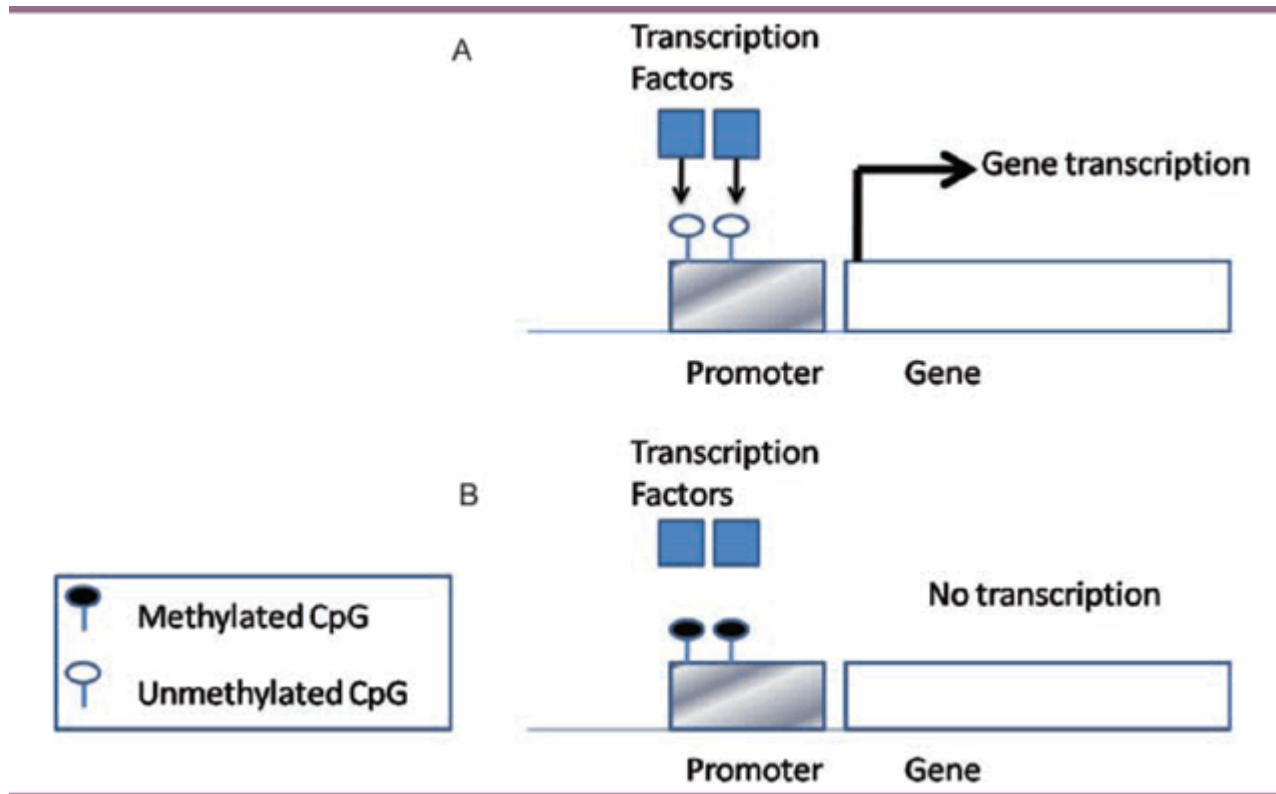 A
Transcription
Factors
Gene transcription
Promoter
Gene
B
Transcription
Factors
No transcription
Methylated CpG
Unmethylated CpG
Promoter
Gene